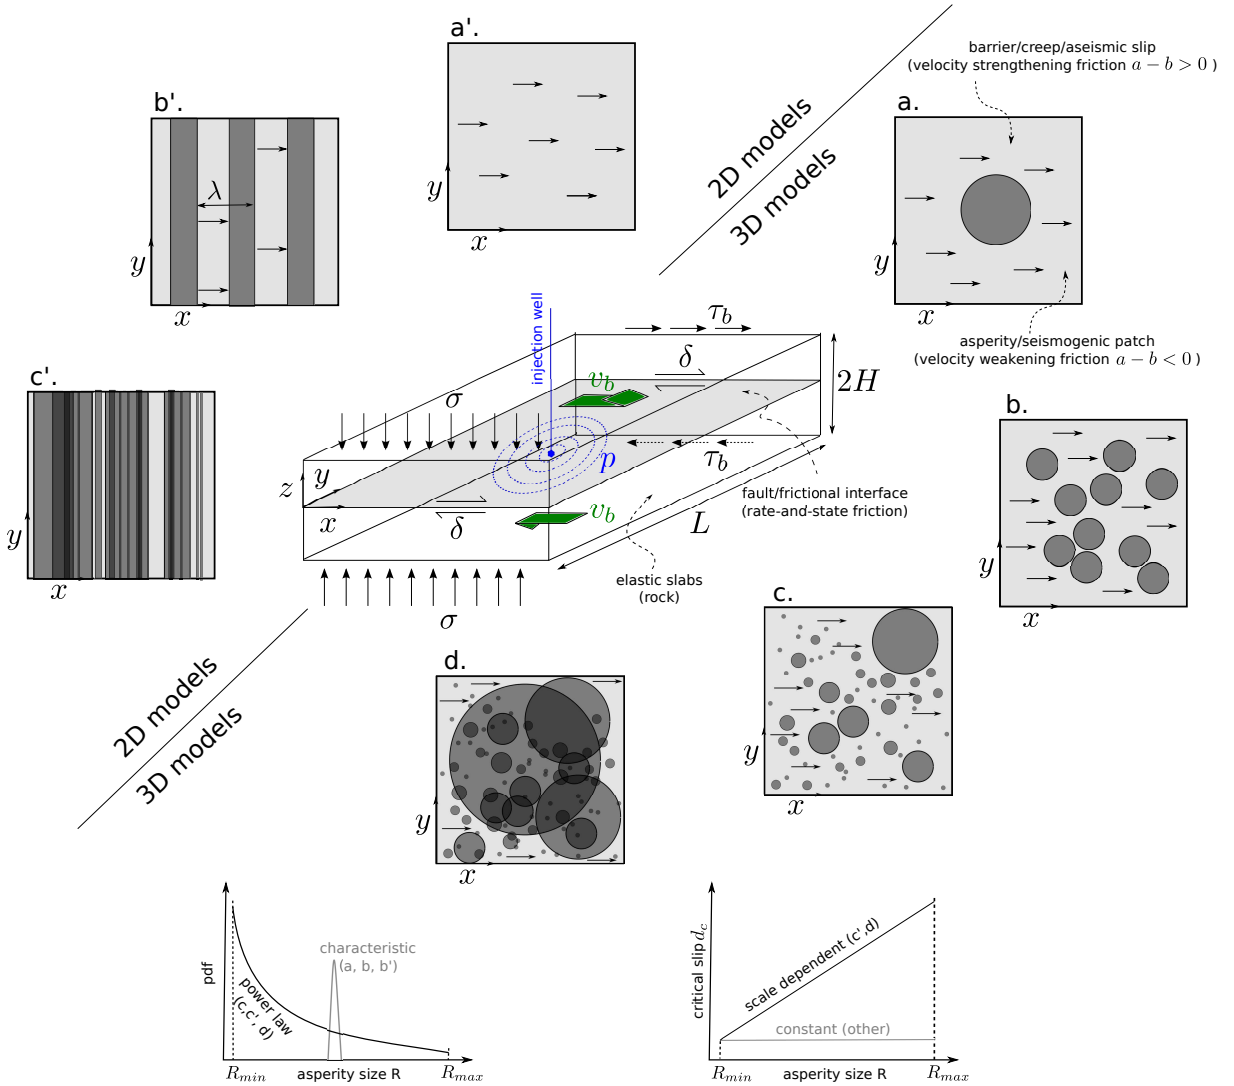 a'.
y
x
2D models
3D models
barrier/creep/aseismic slip
(velocity strengthening friction a − b > 0 )
a.
y
x
asperity/seismogenic patch
(velocity weakening friction a − b < 0 )
b'.
λ
y
x
c'.
y
x
injection well
τ_b
δ
v_b
2H
σ
p
τ_b
z
y
x
δ
v_b
L
fault/frictional interface
(rate-and-state friction)
elastic slabs
(rock)
σ
b.
y
x
c.
y
x
2D models
3D models
d.
y
x
pdf
characteristic
(a, b, b')
power law
(c,c', d)
R_min
asperity size R
R_max
critical slip d_c
scale dependent (c',d)
constant (other)
R_min
asperity size R
R_max